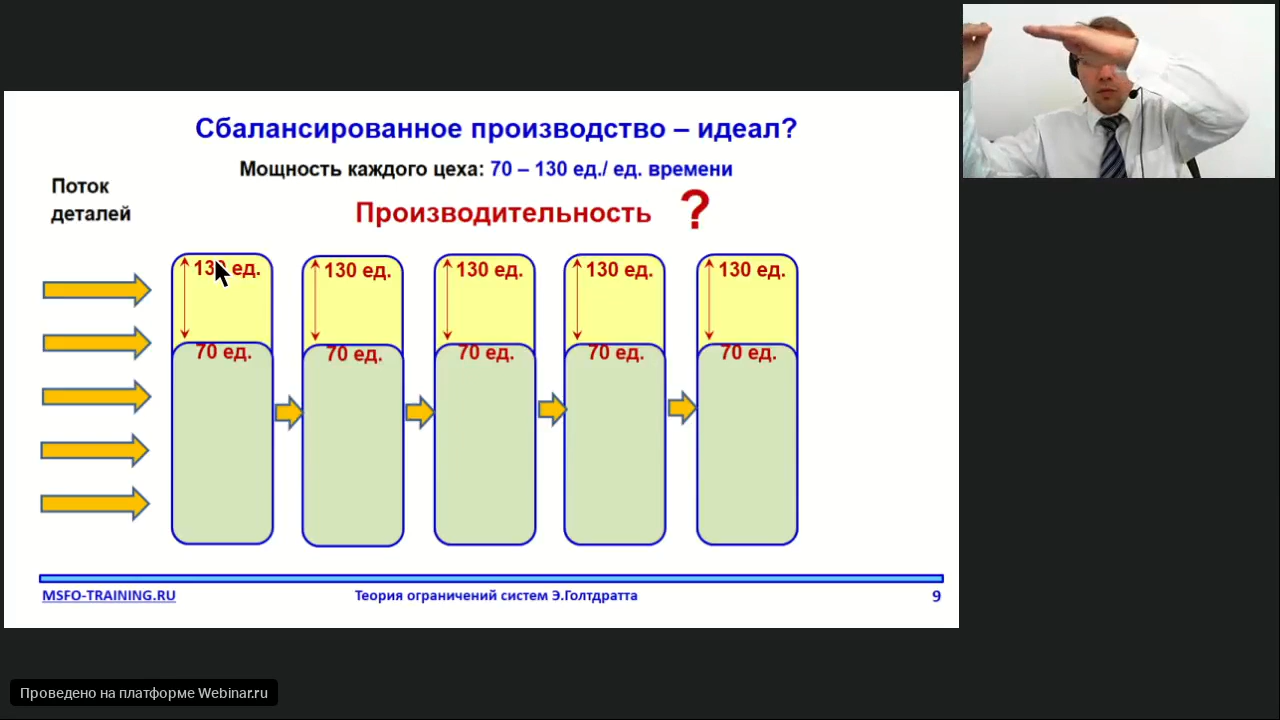 Сбалансированное производство – идеал?
Мощность каждого цеха: 70 – 130 ед./ ед. времени
Поток
деталей
Производительность ?
130 ед. 130 ед. 130 ед. 130 ед. 130 ед.
70 ед. 70 ед. 70 ед. 70 ед. 70 ед.
MSFO-TRAINING.RU Теория ограничений систем Э.Голтдратта 9
Проведено на платформе Webinar.ru